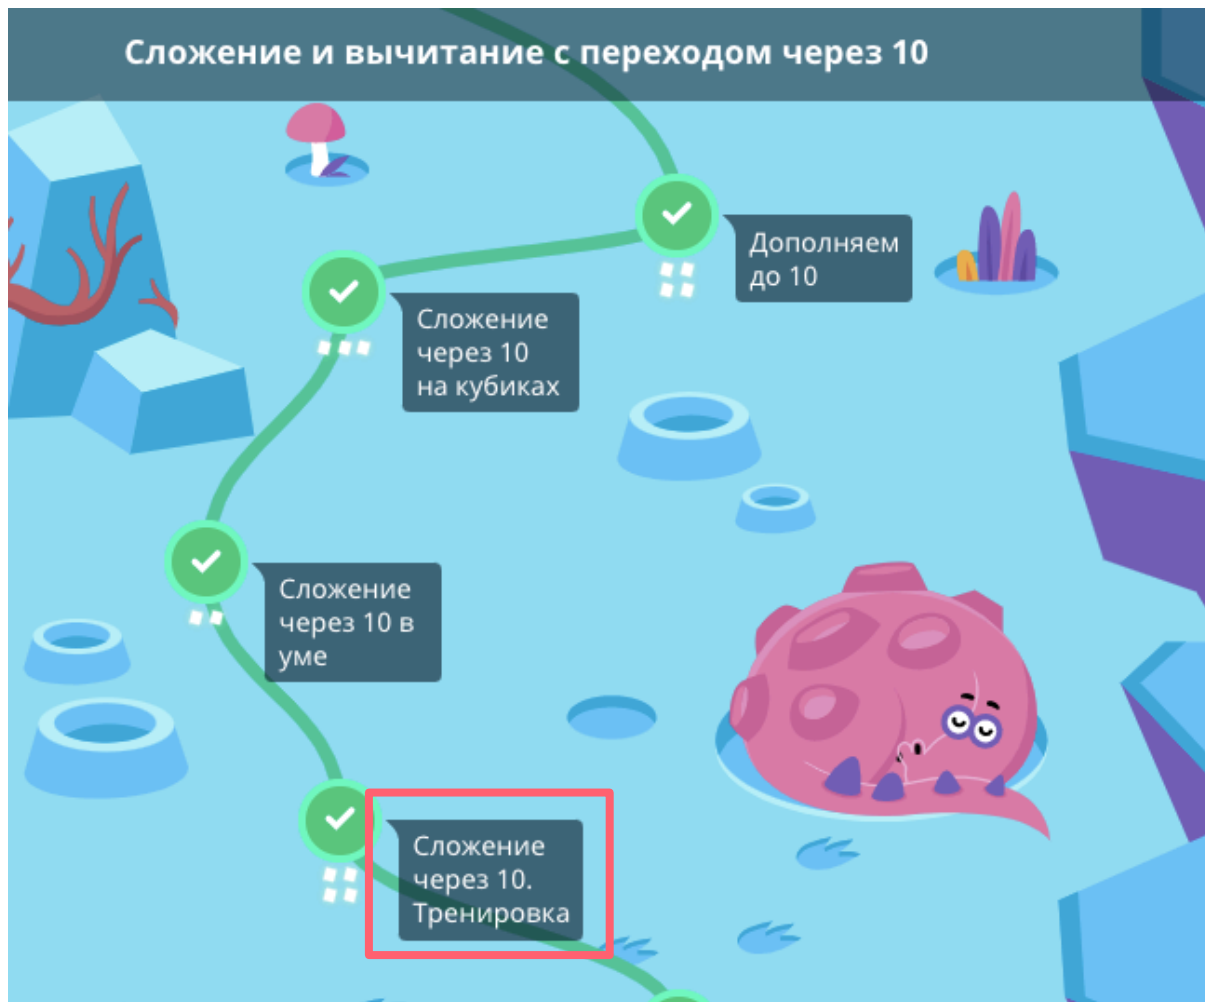 Сложение и вычитание с переходом через 10
Дополняем
до 10
Сложение
через 10
на кубиках
Сложение
через 10 в
уме
Сложение
через 10.
Тренировка